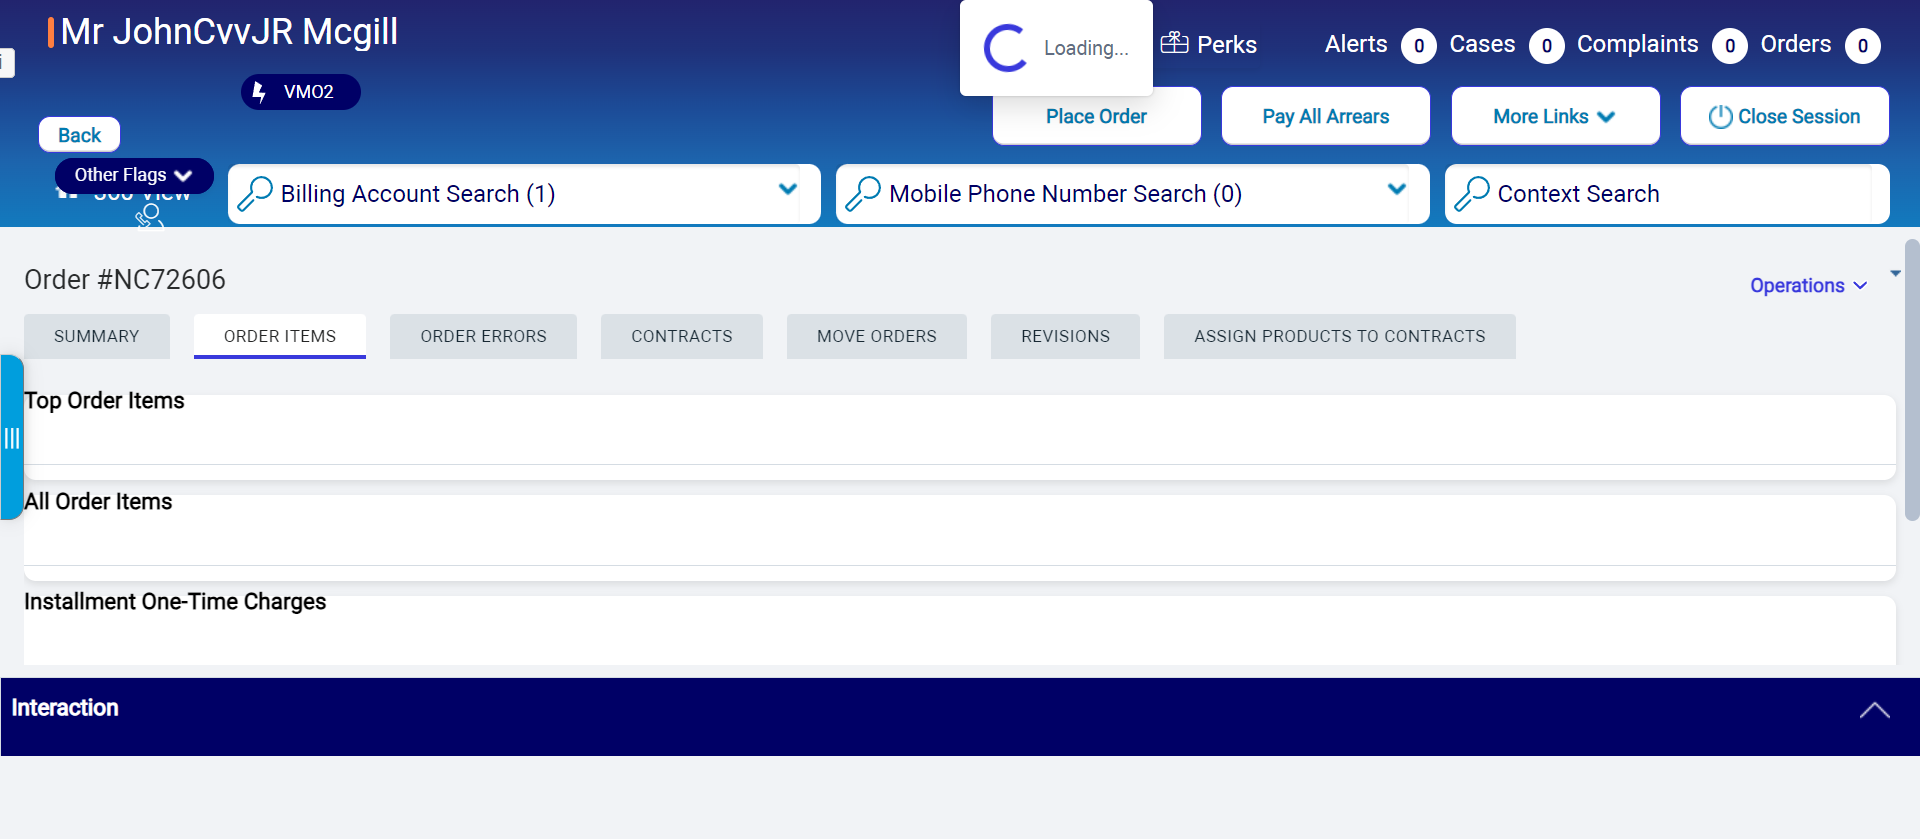 Mr JohnCvvJR Mcgill
Loading...
Perks
Alerts 0 Cases 0 Complaints 0 Orders 0
VMO2
Place Order
Pay All Arrears
More Links
Close Session
Back
Other Flags
Billing Account Search (1)
Mobile Phone Number Search (0)
Context Search
Order #NC72606
Operations
SUMMARY
ORDER ITEMS
ORDER ERRORS
CONTRACTS
MOVE ORDERS
REVISIONS
ASSIGN PRODUCTS TO CONTRACTS
Top Order Items
All Order Items
Installment One-Time Charges
Interaction